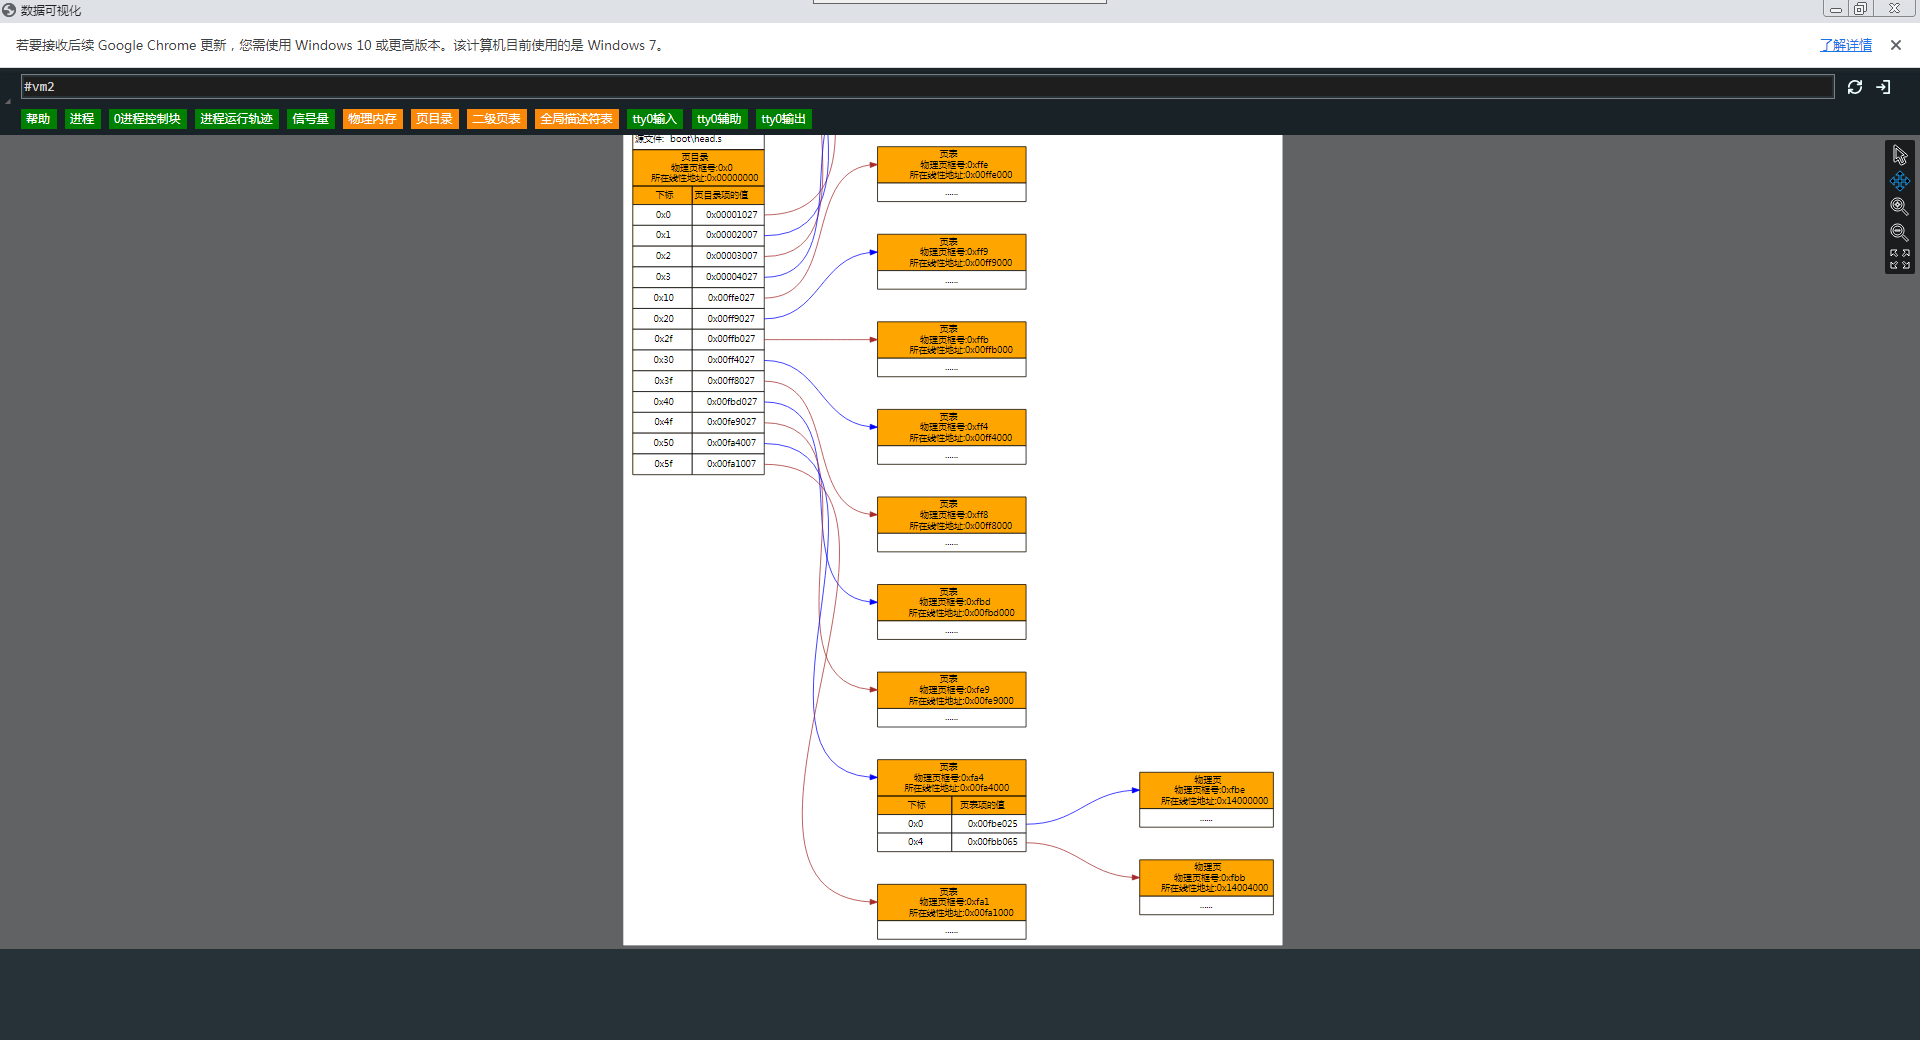 数据可视化
若要接收后续 Google Chrome 更新，您需使用 Windows 10 或更高版本。该计算机目前使用的是 Windows 7。
了解详情
#vm2
帮助 进程 0进程控制块 进程运行轨迹 信号量 物理内存 页目录 二级页表 全局描述符表 tty0输入 tty0辅助 tty0输出
源文件: boot\head.s
页目录
物理页框号:0x0
所在线性地址:0x00000000
下标 页目录项的值
0x0 0x00001027
0x1 0x00002007
0x2 0x00003007
0x3 0x00004027
0x10 0x00ffe027
0x20 0x00ff9027
0x2f 0x00ffb027
0x30 0x00ff4027
0x3f 0x00ff8027
0x40 0x00fbd027
0x4f 0x00fe9027
0x50 0x00fa4007
0x5f 0x00fa1007
页表
物理页框号:0xffe
所在线性地址:0x00ffe000
......
页表
物理页框号:0xff9
所在线性地址:0x00ff9000
......
页表
物理页框号:0xffb
所在线性地址:0x00ffb000
......
页表
物理页框号:0xff4
所在线性地址:0x00ff4000
......
页表
物理页框号:0xff8
所在线性地址:0x00ff8000
......
页表
物理页框号:0xfbd
所在线性地址:0x00fbd000
......
页表
物理页框号:0xfe9
所在线性地址:0x00fe9000
......
页表
物理页框号:0xfa4
所在线性地址:0x00fa4000
下标 页表项的值
0x0 0x00fbe025
0x4 0x00fbb065
页表
物理页框号:0xfa1
所在线性地址:0x00fa1000
......
物理页
物理页框号:0xfbe
所在线性地址:0x14000000
......
物理页
物理页框号:0xfbb
所在线性地址:0x14004000
......